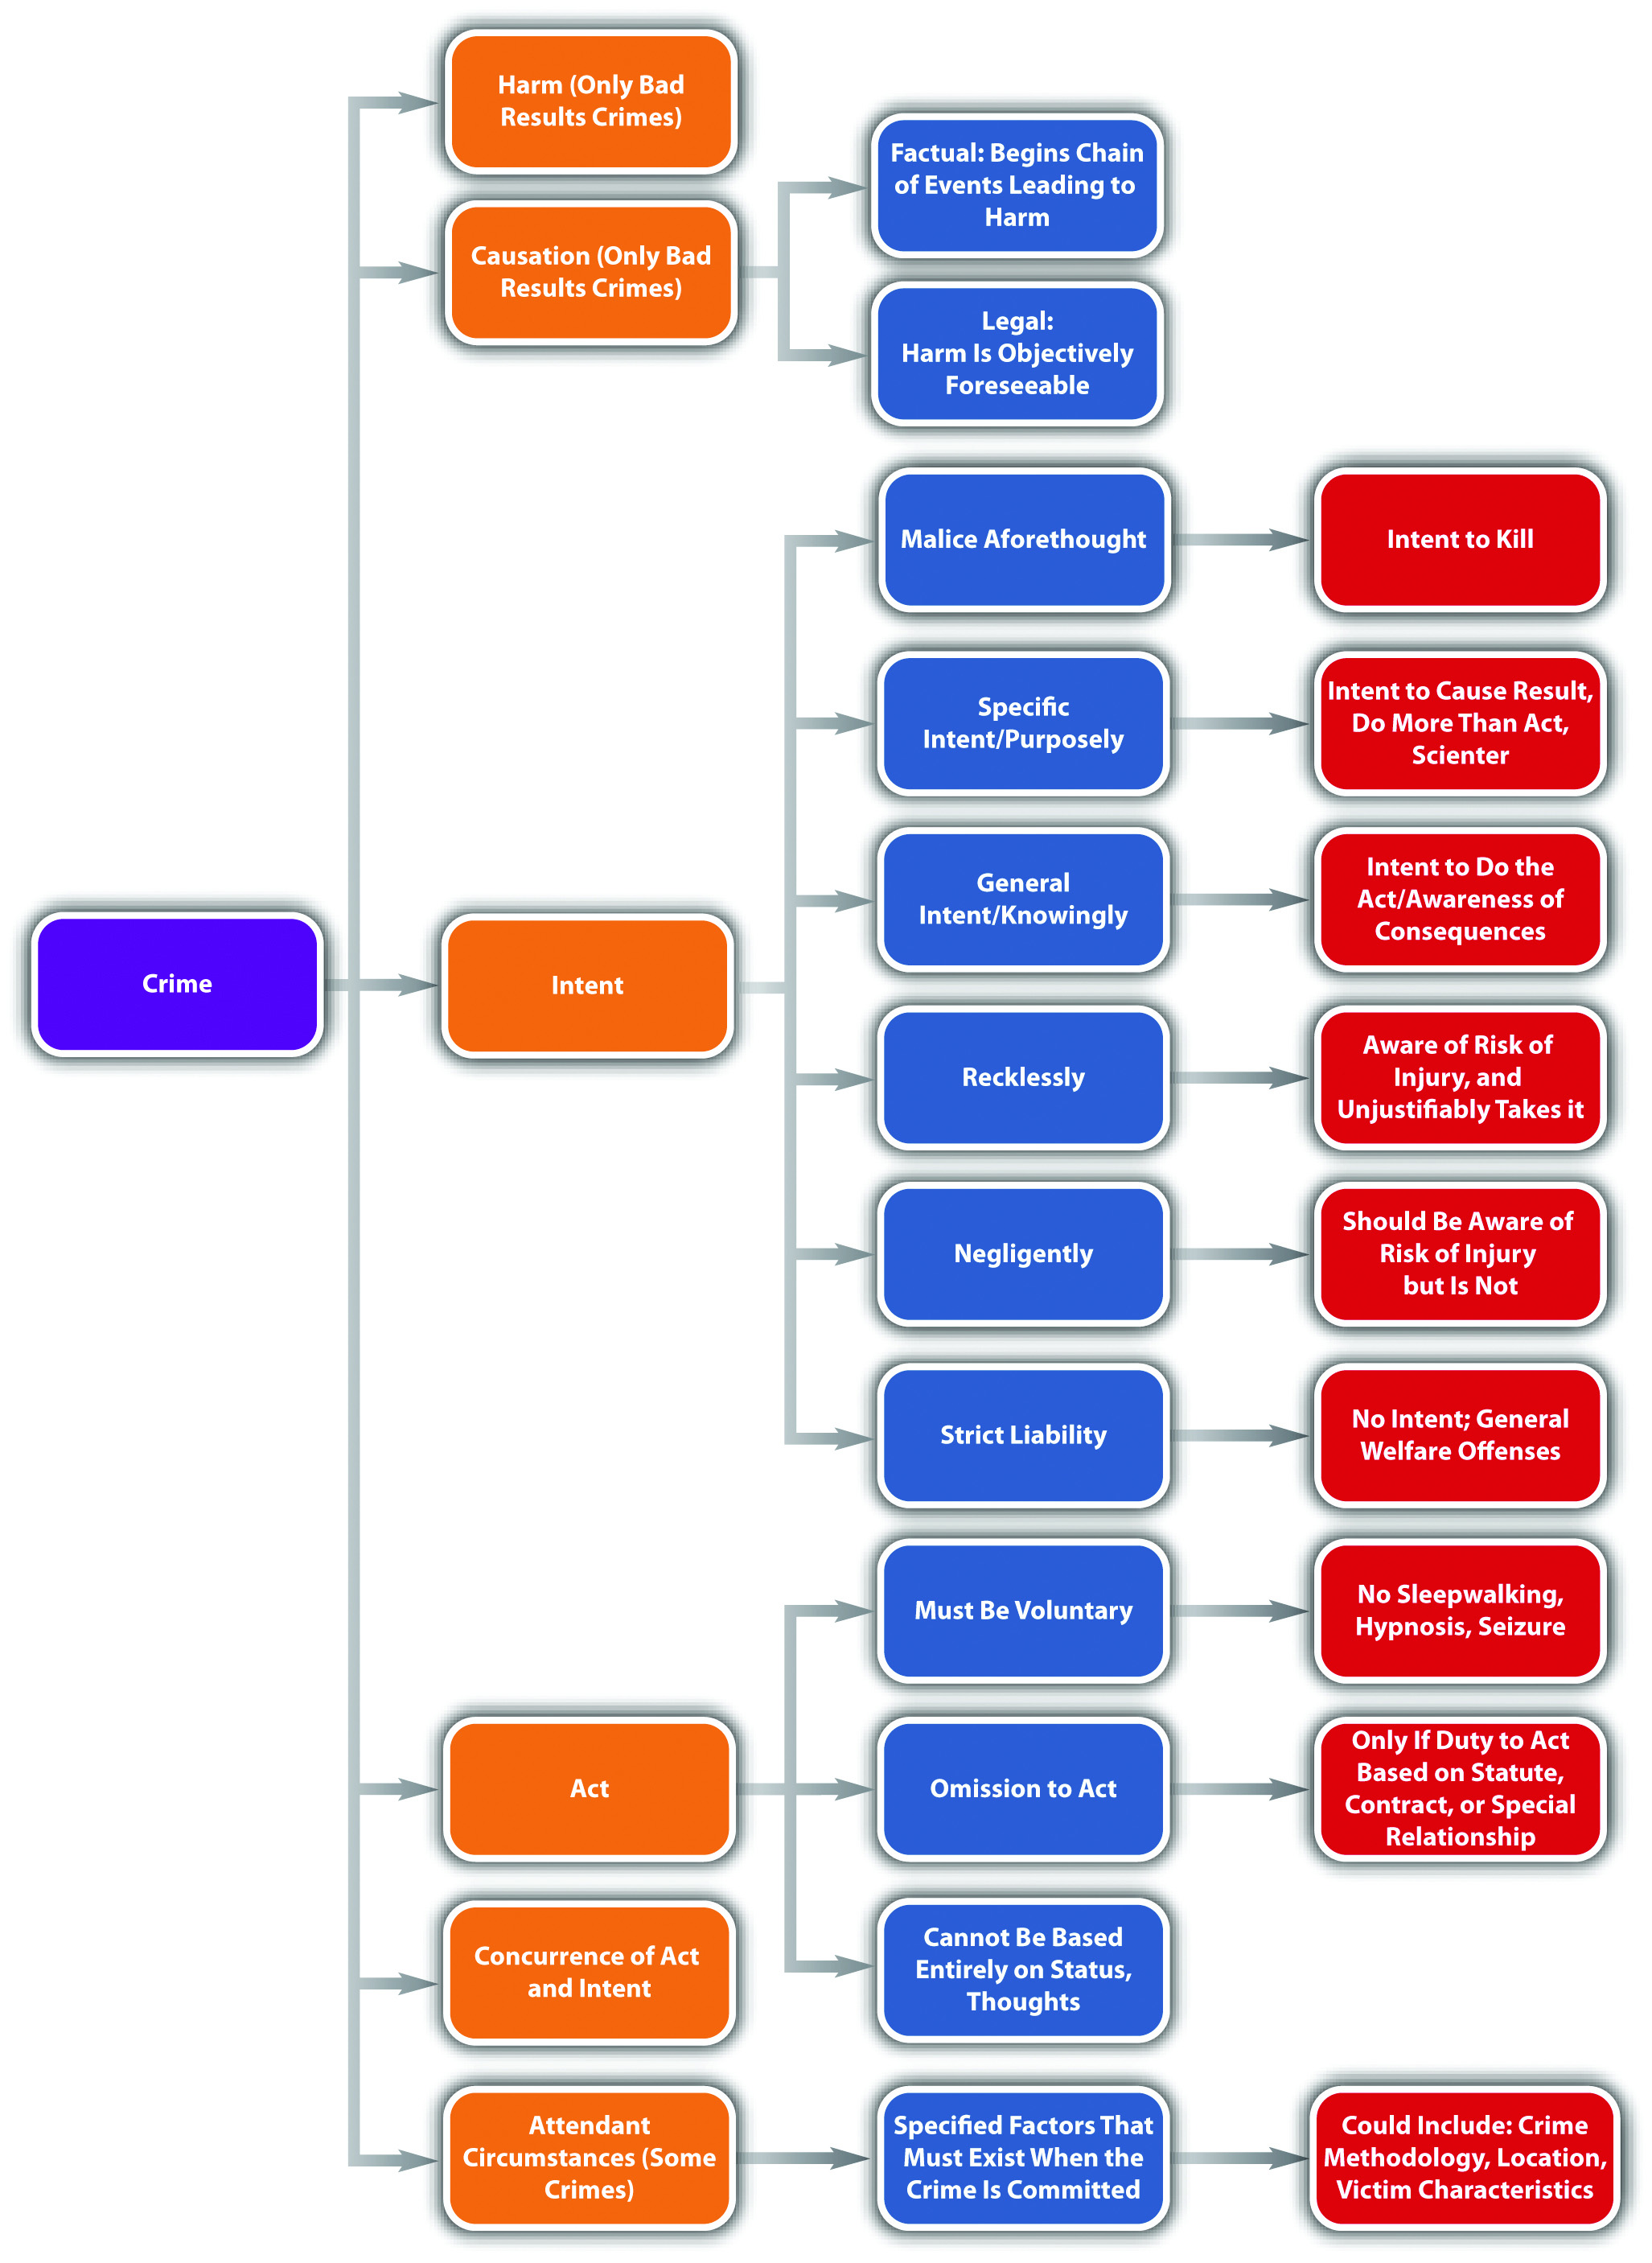 Harm (Only Bad
Results Crimes)
Causation (Only Bad
Results Crimes)
Factual: Begins Chain
of Events Leading to
Harm
Legal:
Harm Is Objectively
Foreseeable
Crime
Intent
Malice Aforethought
Intent to Kill
Specific
Intent/Purposely
Intent to Cause Result,
Do More Than Act,
Scienter
General
Intent/Knowingly
Intent to Do the
Act/Awareness of
Consequences
Recklessly
Aware of Risk of
Injury, and
Unjustifiably Takes it
Negligently
Should Be Aware of
Risk of Injury
but Is Not
Strict Liability
No Intent; General
Welfare Offenses
Act
Must Be Voluntary
No Sleepwalking,
Hypnosis, Seizure
Omission to Act
Only If Duty to Act
Based on Statute,
Contract, or Special
Relationship
Cannot Be Based
Entirely on Status,
Thoughts
Concurrence of Act
and Intent
Attendant
Circumstances (Some
Crimes)
Specified Factors That
Must Exist When the
Crime Is Committed
Could Include: Crime
Methodology, Location,
Victim Characteristics